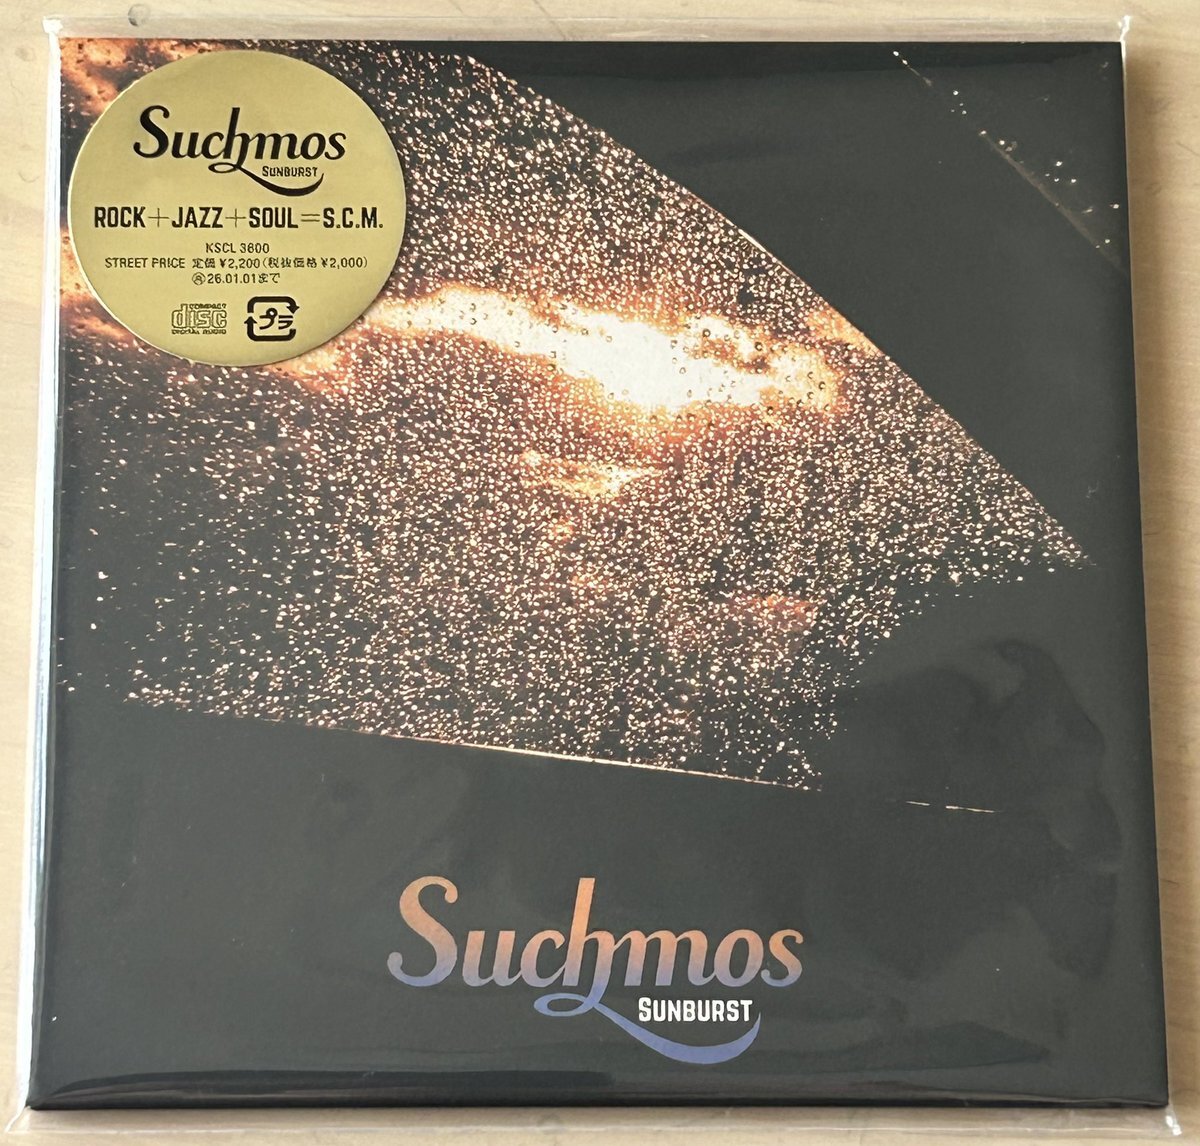 Suchmos
SUNBURST
ROCK+JAZZ+SOUL=S.C.M.
KSCL 3600
STREET PRICE 定価 ¥2,200(税抜価格 ¥2,000)
㋰26.01.01まで
COMPACT
disc
DIGITAL AUDIO
プラ
Suchmos
SUNBURST